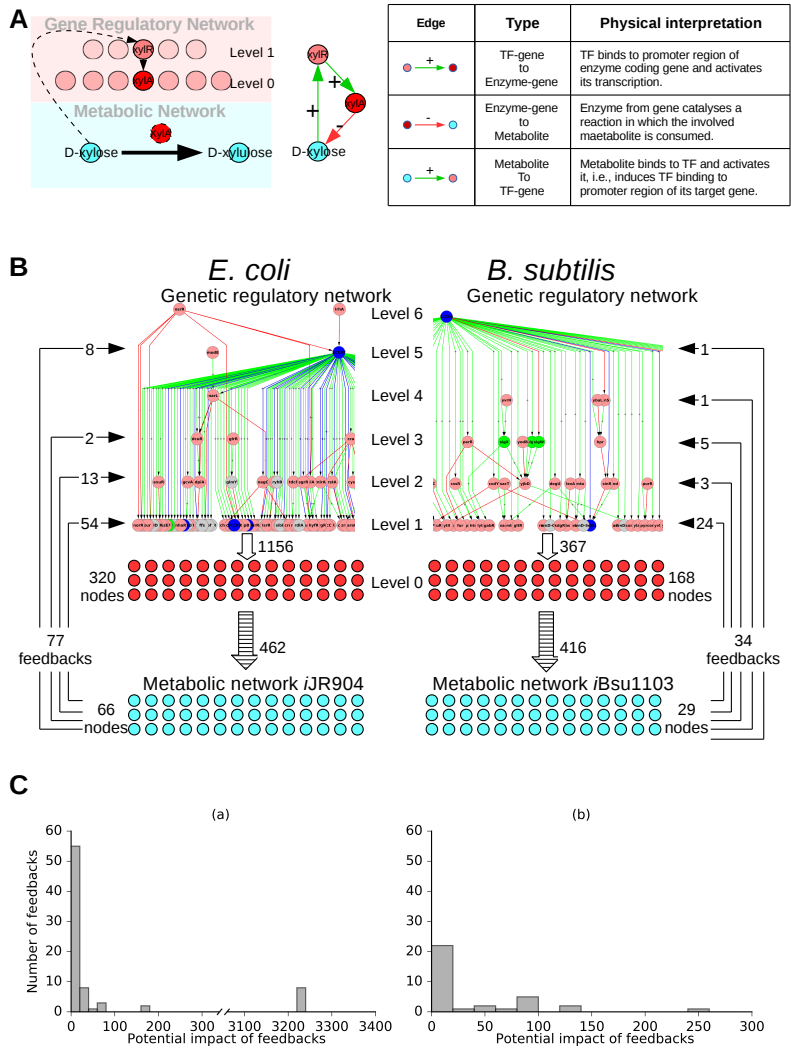 A
Gene Regulatory Network
xylR
Level 1
xylA
Level 0
Metabolic Network
XylA
D-xylose
D-xylulose
xylR
+
+
xylA
-
D-xylose
Edge
Type
Physical interpretation
+
TF-gene
to
Enzyme-gene
TF binds to promoter region of
enzyme coding gene and activates
its transcription.
-
Enzyme-gene
to
Metabolite
Enzyme from gene catalyses a
reaction in which the involved
maetabolite is consumed.
+
Metabolite
To
TF-gene
Metabolite binds to TF and activates
it, i.e., induces TF binding to
promoter region of its target gene.
B
E. coli
B. subtilis
Genetic regulatory network
Genetic regulatory network
Level 6
8
Level 5
1
Level 4
1
2
Level 3
5
13
Level 2
3
54
Level 1
24
1156
367
320
nodes
Level 0
168
nodes
77
feedbacks
462
416
34
feedbacks
Metabolic network iJR904
Metabolic network iBsu1103
66
nodes
29
nodes
C
(a)
(b)
Number of feedbacks
60
50
40
30
20
10
0
0 100 200 300 3100 3200 3300 3400
Potential impact of feedbacks
60
50
40
30
20
10
0
0 50 100 150 200 250 300
Potential impact of feedbacks